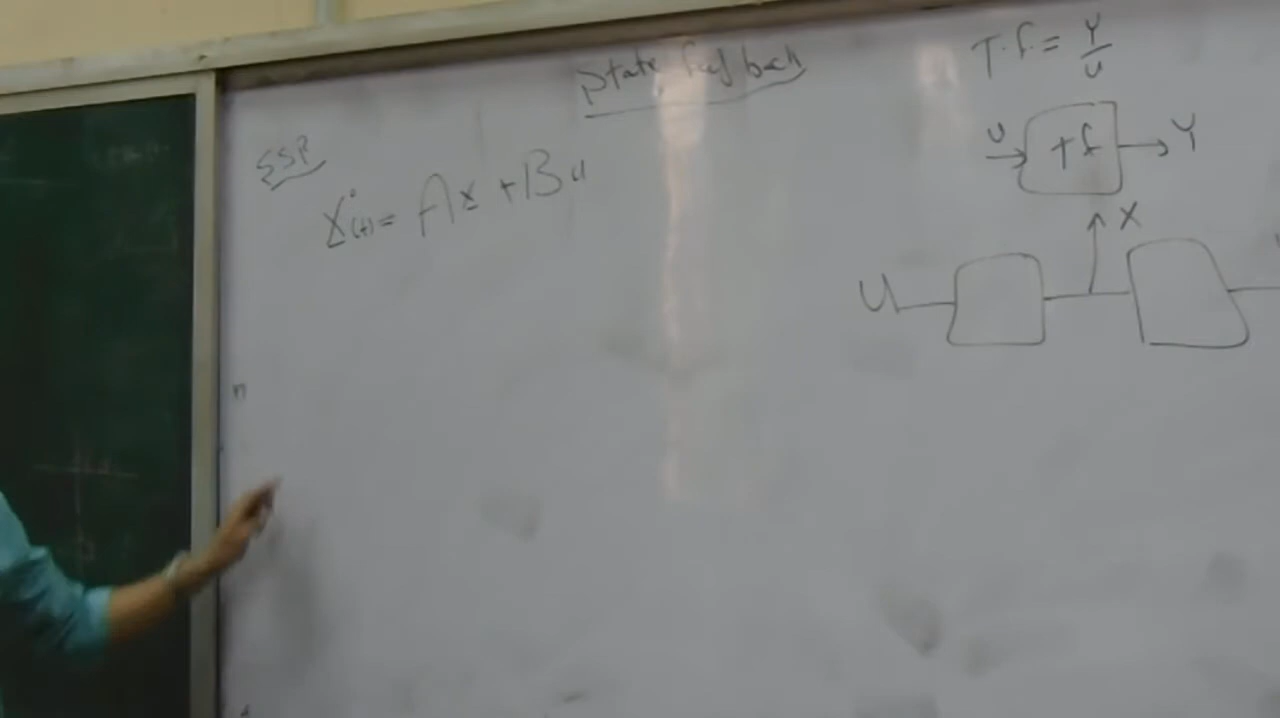 State feed back
SSR
Ẋ(t) = Ax + Bu
T.f. = Y/U
U
t f
Y
X
U